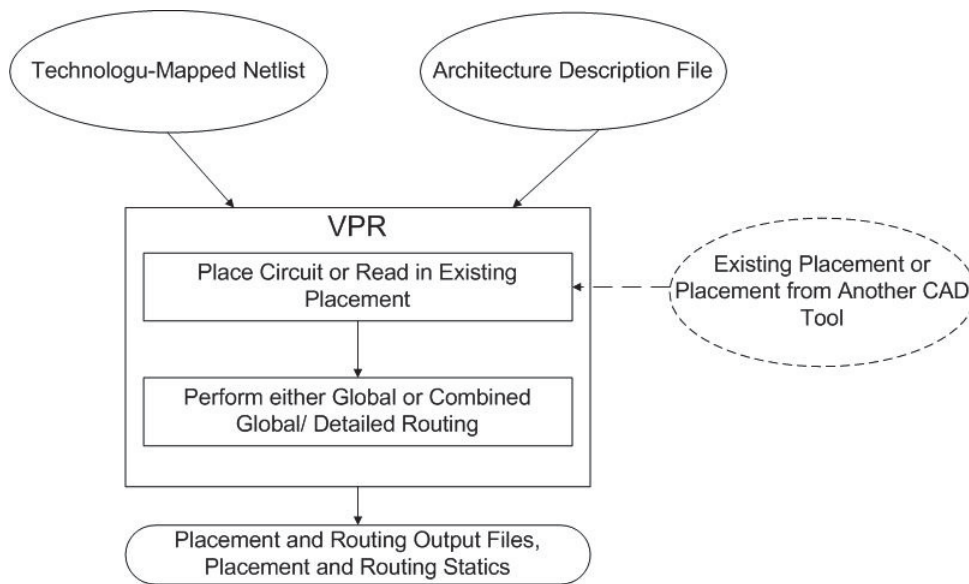 Technologu-Mapped Netlist
Architecture Description File
VPR
Place Circuit or Read in Existing
Placement
Existing Placement or
Placement from Another CAD
Tool
Perform either Global or Combined
Global/ Detailed Routing
Placement and Routing Output Files,
Placement and Routing Statics